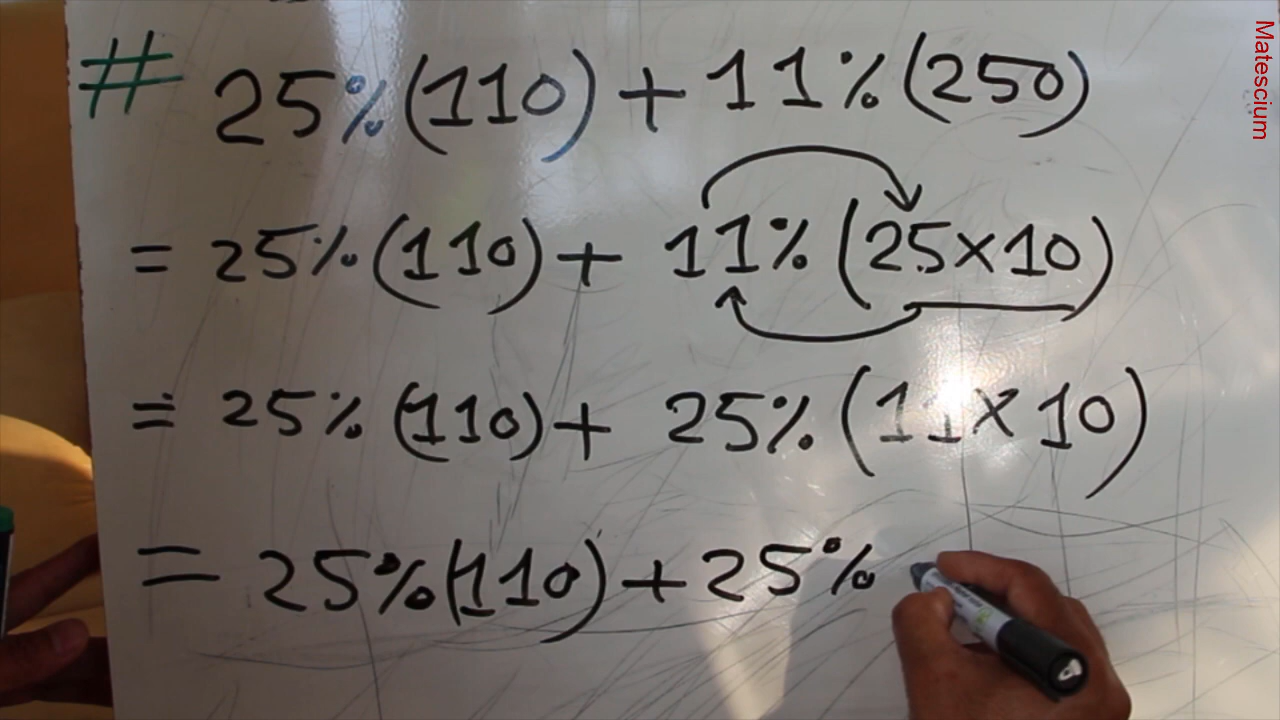 # 25%(110) + 11%(250)
= 25%(110) + 11%(25×10)
= 25%(110) + 25%(11×10)
= 25%(110) + 25%
Matescium